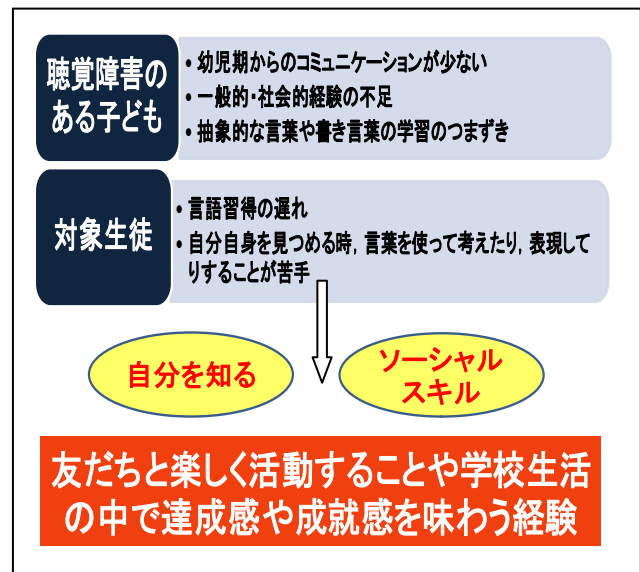 聴覚障害の
ある子ども
・幼児期からのコミュニケーションが少ない
・一般的・社会的経験の不足
・抽象的な言葉や書き言葉の学習のつまずき
対象生徒
・言語習得の遅れ
・自分自身を見つめる時，言葉を使って考えたり，表現して
りすることが苦手
自分を知る
ソーシャル
スキル
友だちと楽しく活動することや学校生活
の中で達成感や成就感を味わう経験